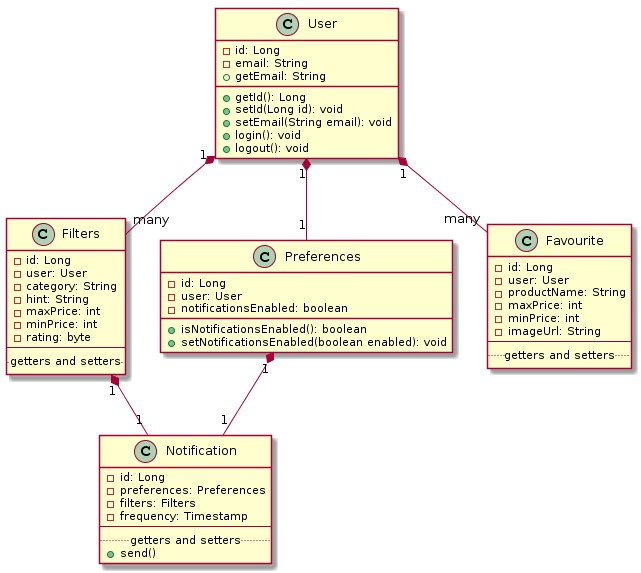 C User
id: Long
email: String
getEmail: String
getId(): Long
setId(Long id): void
setEmail(String email): void
login(): void
logout(): void
1
1
1
many
1
many
C Filters
id: Long
user: User
category: String
hint: String
maxPrice: int
minPrice: int
rating: byte
getters and setters
C Preferences
id: Long
user: User
notificationsEnabled: boolean
isNotificationsEnabled(): boolean
setNotificationsEnabled(boolean enabled): void
C Favourite
id: Long
user: User
productName: String
maxPrice: int
minPrice: int
imageUrl: String
getters and setters
1
1
1
1
C Notification
id: Long
preferences: Preferences
filters: Filters
frequency: Timestamp
getters and setters
send()